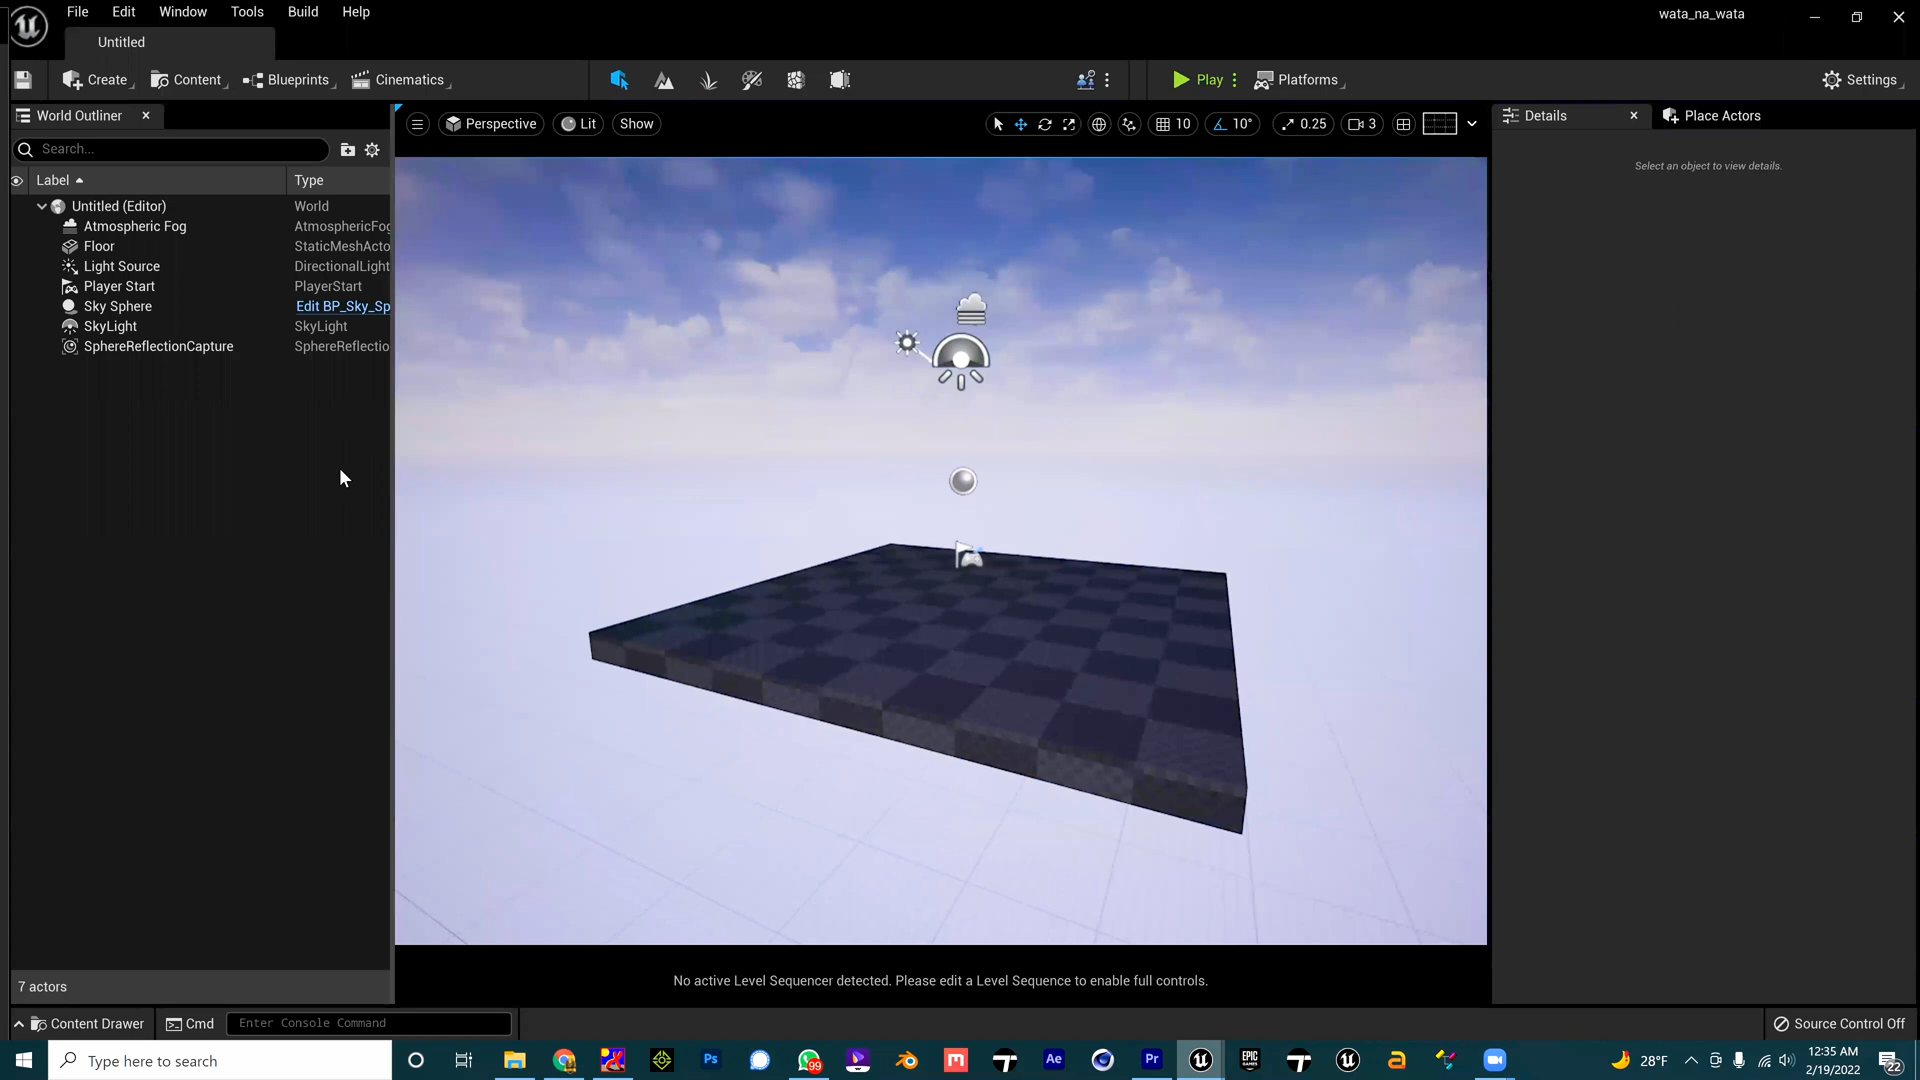 File Edit Window Tools Build Help
wata_na_wata
Untitled
Create Content Blueprints Cinematics
Play Platforms Settings
World Outliner
Perspective Lit Show
10 10° 0.25 3
Details Place Actors
Search...
Select an object to view details.
Label Type
Untitled (Editor) World
Atmospheric Fog AtmosphericFog
Floor StaticMeshActo
Light Source DirectionalLight
Player Start PlayerStart
Sky Sphere Edit BP_Sky_Sp
SkyLight SkyLight
SphereReflectionCapture SphereReflectio
7 actors
No active Level Sequencer detected. Please edit a Level Sequence to enable full controls.
Content Drawer Cmd Enter Console Command
Source Control Off
Type here to search
Ps 99 Ae Pr EPIC GAMES
28°F
12:35 AM
2/19/2022
22